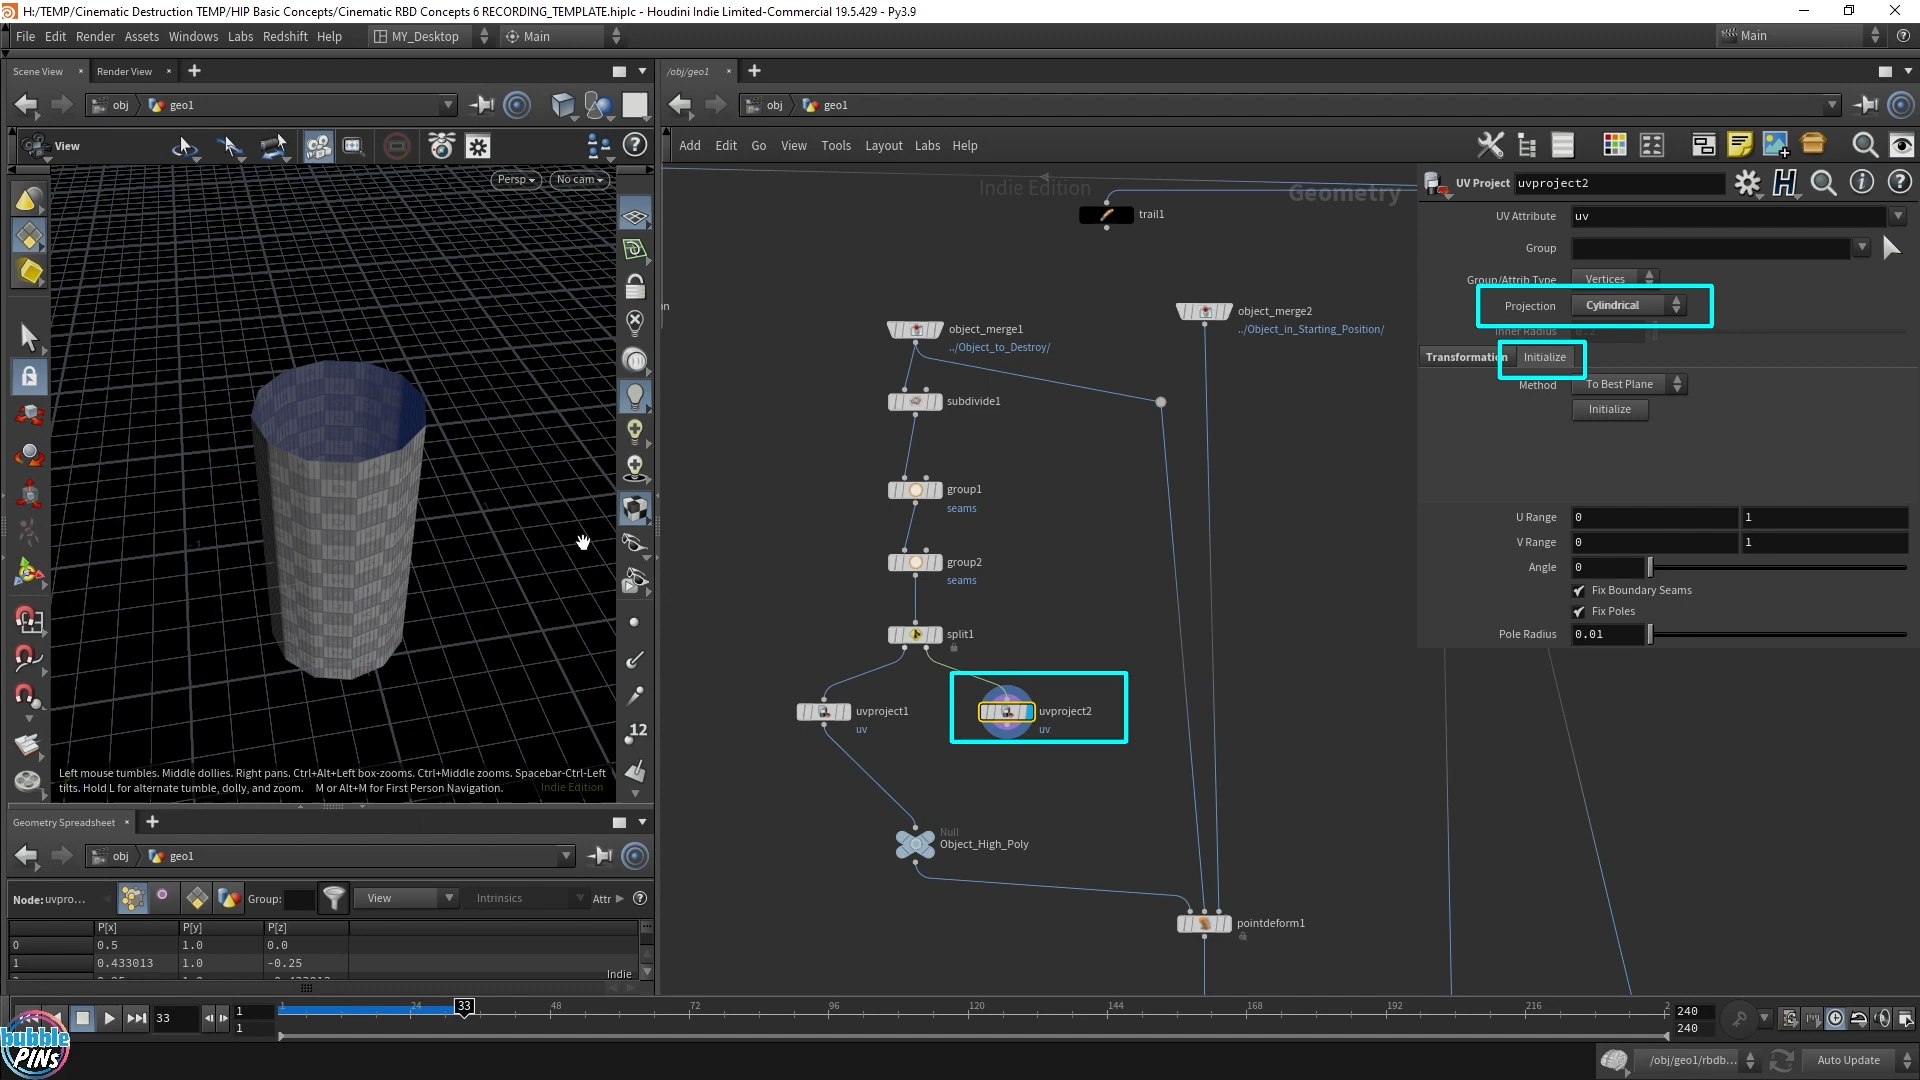 H:/TEMP/Cinematic Destruction TEMP/HIP Basic Concepts/Cinematic RBD Concepts 6 RECORDING_TEMPLATE.hiplc - Houdini Indie Limited-Commercial 19.5.429 - Py3.9
File Edit Render Assets Windows Labs Redshift Help MY_Desktop Main Main
Scene View Render View /obj/geo1
obj geo1 obj geo1
View Add Edit Go View Tools Layout Labs Help
Persp No cam
Indie Edition
Geometry
UV Project uvproject2
UV Attribute uv
Group
Group/Attrib Type Vertices
Projection Cylindrical
Inner Radius 0.2
Transformation Initialize
Method To Best Plane
Initialize
U Range 0 1
V Range 0 1
Angle 0
Fix Boundary Seams
Fix Poles
Pole Radius 0.01
trail1
object_merge1
../Object_to_Destroy/
object_merge2
../Object_in_Starting_Position/
subdivide1
group1
seams
group2
seams
split1
uvproject1
uv
uvproject2
uv
Null
Object_High_Poly
pointdeform1
12
Left mouse tumbles. Middle dollies. Right pans. Ctrl+Alt+Left box-zooms. Ctrl+Middle zooms. Spacebar-Ctrl-Left
tilts. Hold L for alternate tumble, dolly, and zoom. M or Alt+M for First Person Navigation.
Indie Edition
Geometry Spreadsheet
obj geo1
Node: uvpro... Group: View Intrinsics Attr
P[x] P[y] P[z]
0 0.5 1.0 0.0
1 0.433013 1.0 -0.25
Indie
33 1 1 24 33 48 72 96 120 144 168 192 216 2 240
1 240
bubble
PINS
/obj/geo1/rbdb... Auto Update